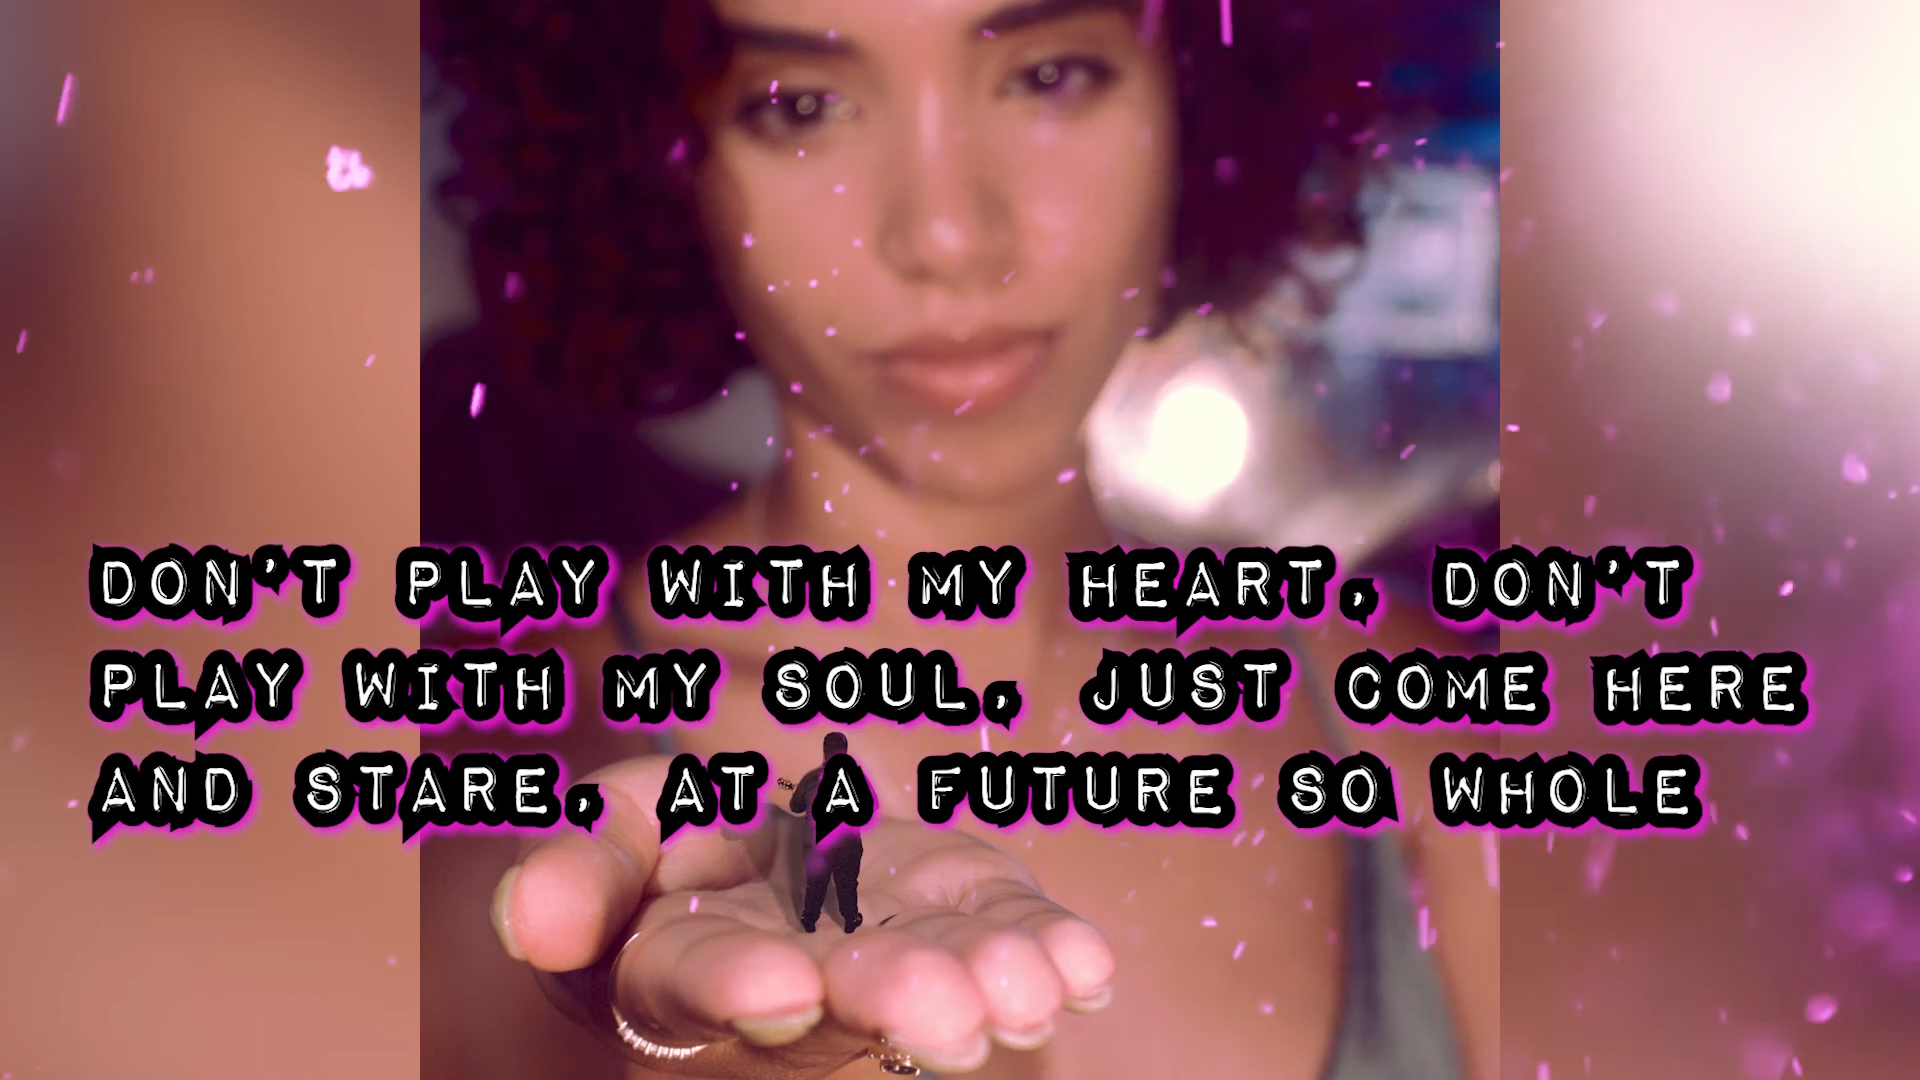 DON'T PLAY WITH MY HEART, DON'T
PLAY WITH MY SOUL, JUST COME HERE
AND STARE, AT A FUTURE SO WHOLE